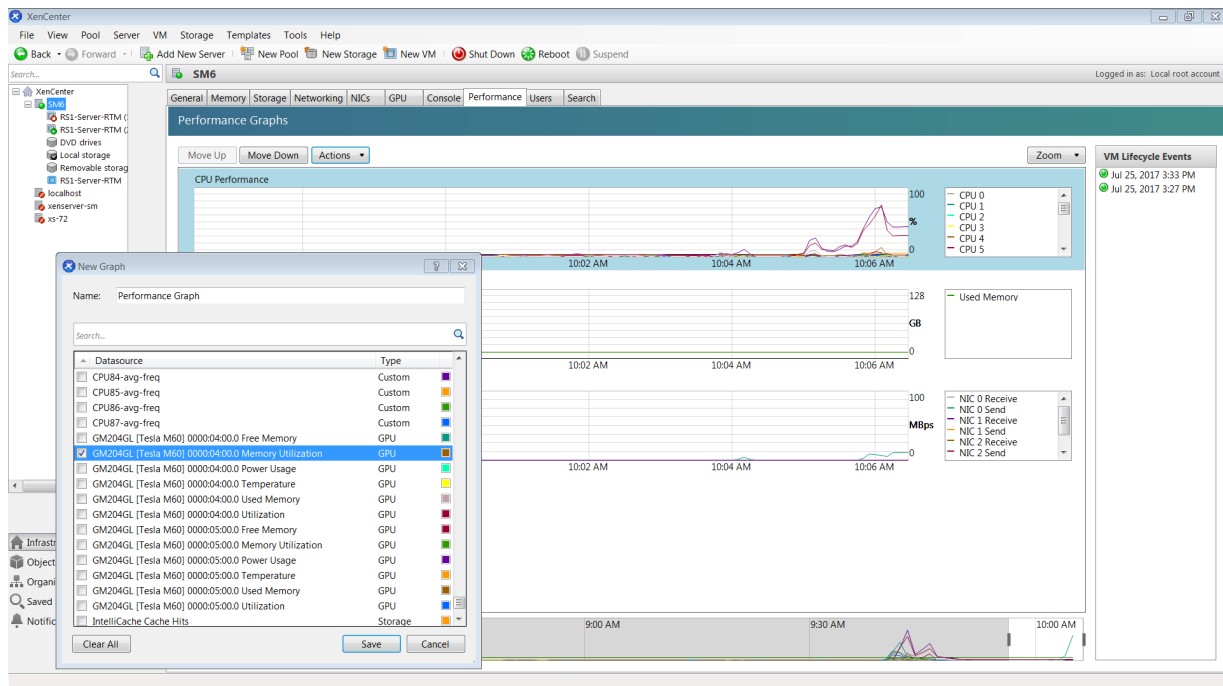 XenCenter
File View Pool Server VM Storage Templates Tools Help
Back Forward Add New Server New Pool New Storage New VM Shut Down Reboot Suspend
Search...
SM6
Logged in as: Local root account
XenCenter
SM6
RS1-Server-RTM (
RS1-Server-RTM (
DVD drives
Local storage
Removable storag
RS1-Server-RTM
localhost
xenserver-sm
xs-72
Infrastr
Object
Organi
Saved
Notific
General Memory Storage Networking NICs GPU Console Performance Users Search
Performance Graphs
Move Up Move Down Actions Zoom
CPU Performance
100
%
0
10:02 AM 10:04 AM 10:06 AM
CPU 0
CPU 1
CPU 2
CPU 3
CPU 4
CPU 5
128
GB
0
10:02 AM 10:04 AM 10:06 AM
Used Memory
100
MBps
0
10:02 AM 10:04 AM 10:06 AM
NIC 0 Receive
NIC 0 Send
NIC 1 Receive
NIC 1 Send
NIC 2 Receive
NIC 2 Send
9:00 AM 9:30 AM 10:00 AM
VM Lifecycle Events
Jul 25, 2017 3:33 PM
Jul 25, 2017 3:27 PM
New Graph
Name: Performance Graph
Search...
Datasource Type
CPU84-avg-freq Custom
CPU85-avg-freq Custom
CPU86-avg-freq Custom
CPU87-avg-freq Custom
GM204GL [Tesla M60] 0000:04:00.0 Free Memory GPU
GM204GL [Tesla M60] 0000:04:00.0 Memory Utilization GPU
GM204GL [Tesla M60] 0000:04:00.0 Power Usage GPU
GM204GL [Tesla M60] 0000:04:00.0 Temperature GPU
GM204GL [Tesla M60] 0000:04:00.0 Used Memory GPU
GM204GL [Tesla M60] 0000:04:00.0 Utilization GPU
GM204GL [Tesla M60] 0000:05:00.0 Free Memory GPU
GM204GL [Tesla M60] 0000:05:00.0 Memory Utilization GPU
GM204GL [Tesla M60] 0000:05:00.0 Power Usage GPU
GM204GL [Tesla M60] 0000:05:00.0 Temperature GPU
GM204GL [Tesla M60] 0000:05:00.0 Used Memory GPU
GM204GL [Tesla M60] 0000:05:00.0 Utilization GPU
IntelliCache Cache Hits Storage
Clear All Save Cancel